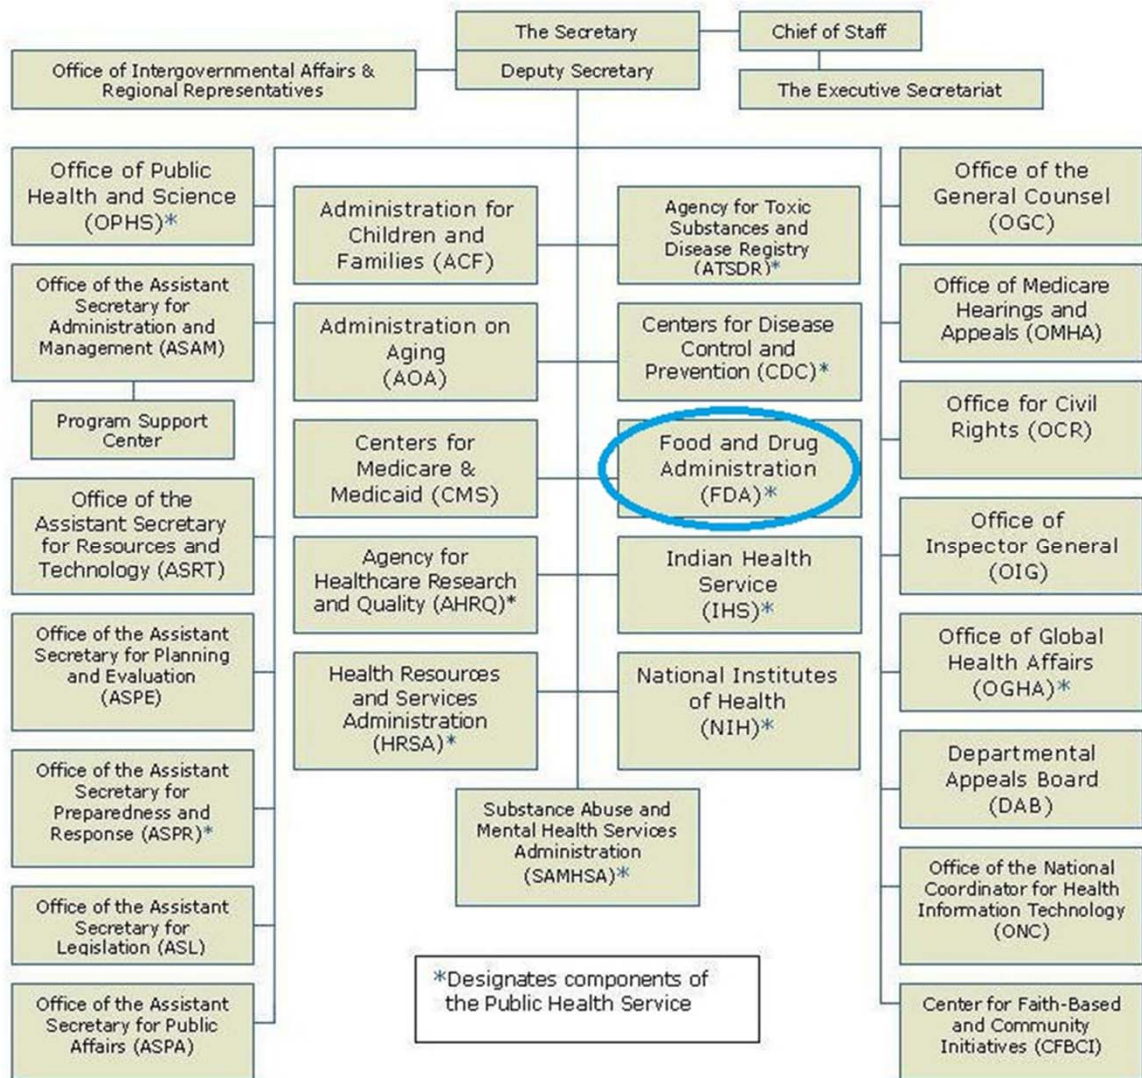 The Secretary
Chief of Staff
Office of Intergovernmental Affairs &
Regional Representatives
Deputy Secretary
The Executive Secretariat
Office of Public
Health and Science
(OPHS)*
Office of the Assistant
Secretary for
Administration and
Management (ASAM)
Program Support
Center
Office of the
Assistant Secretary
for Resources and
Technology (ASRT)
Office of the Assistant
Secretary for Planning
and Evaluation
(ASPE)
Office of the Assistant
Secretary for
Preparedness and
Response (ASPR)*
Office of the Assistant
Secretary for
Legislation (ASL)
Office of the Assistant
Secretary for Public
Affairs (ASPA)
Administration for
Children and
Families (ACF)
Administration on
Aging
(AOA)
Centers for
Medicare &
Medicaid (CMS)
Agency for
Healthcare Research
and Quality (AHRQ)*
Health Resources
and Services
Administration
(HRSA)*
Agency for Toxic
Substances and
Disease Registry
(ATSDR)*
Centers for Disease
Control and
Prevention (CDC)*
Food and Drug
Administration
(FDA)*
Indian Health
Service
(IHS)*
National Institutes
of Health
(NIH)*
Substance Abuse and
Mental Health Services
Administration
(SAMHSA)*
Office of the
General Counsel
(OGC)
Office of Medicare
Hearings and
Appeals (OMHA)
Office for Civil
Rights (OCR)
Office of
Inspector General
(OIG)
Office of Global
Health Affairs
(OGHA)*
Departmental
Appeals Board
(DAB)
Office of the National
Coordinator for Health
Information Technology
(ONC)
Center for Faith-Based
and Community
Initiatives (CFBCI)
*Designates components of
the Public Health Service